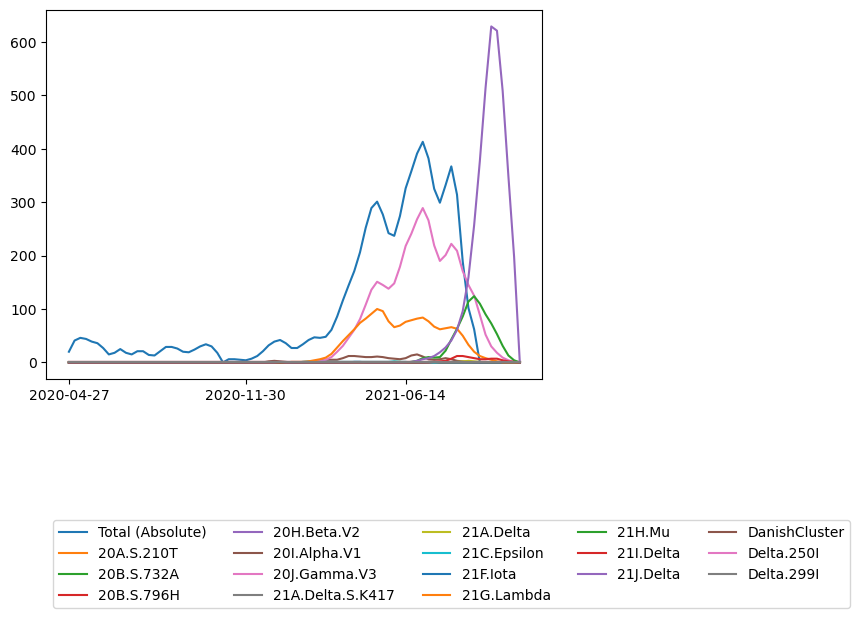 600
500
400
300
200
100
0
2020-04-27 2020-11-30 2021-06-14
Total (Absolute) 20H.Beta.V2 21A.Delta 21H.Mu DanishCluster
20A.S.210T 20I.Alpha.V1 21C.Epsilon 21I.Delta Delta.250I
20B.S.732A 20J.Gamma.V3 21F.Iota 21J.Delta Delta.299I
20B.S.796H 21A.Delta.S.K417 21G.Lambda